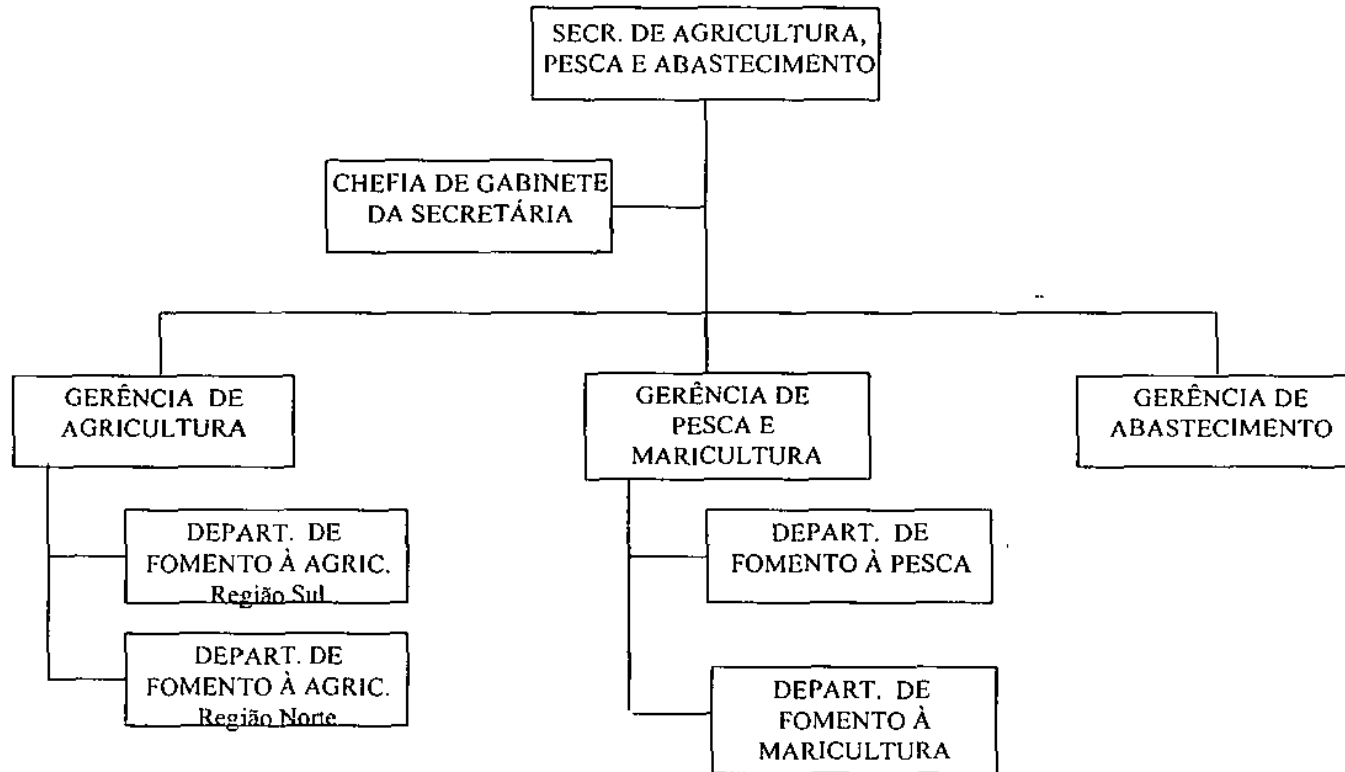 SECR. DE AGRICULTURA,
PESCA E ABASTECIMENTO
CHEFIA DE GABINETE
DA SECRETÁRIA
GERÊNCIA DE
AGRICULTURA
GERÊNCIA DE
PESCA E
MARICULTURA
GERÊNCIA DE
ABASTECIMENTO
DEPART. DE
FOMENTO À AGRIC.
Região Sul
DEPART. DE
FOMENTO À AGRIC.
Região Norte
DEPART. DE
FOMENTO À PESCA
DEPART. DE
FOMENTO À
MARICULTURA